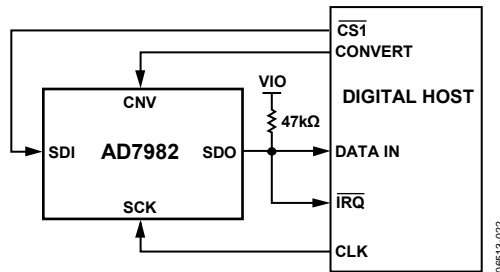 CS1
CONVERT
VIO
CNV
DIGITAL HOST
47kΩ
SDI
AD7982
SDO
DATA IN
IRQ
SCK
CLK
06513-022